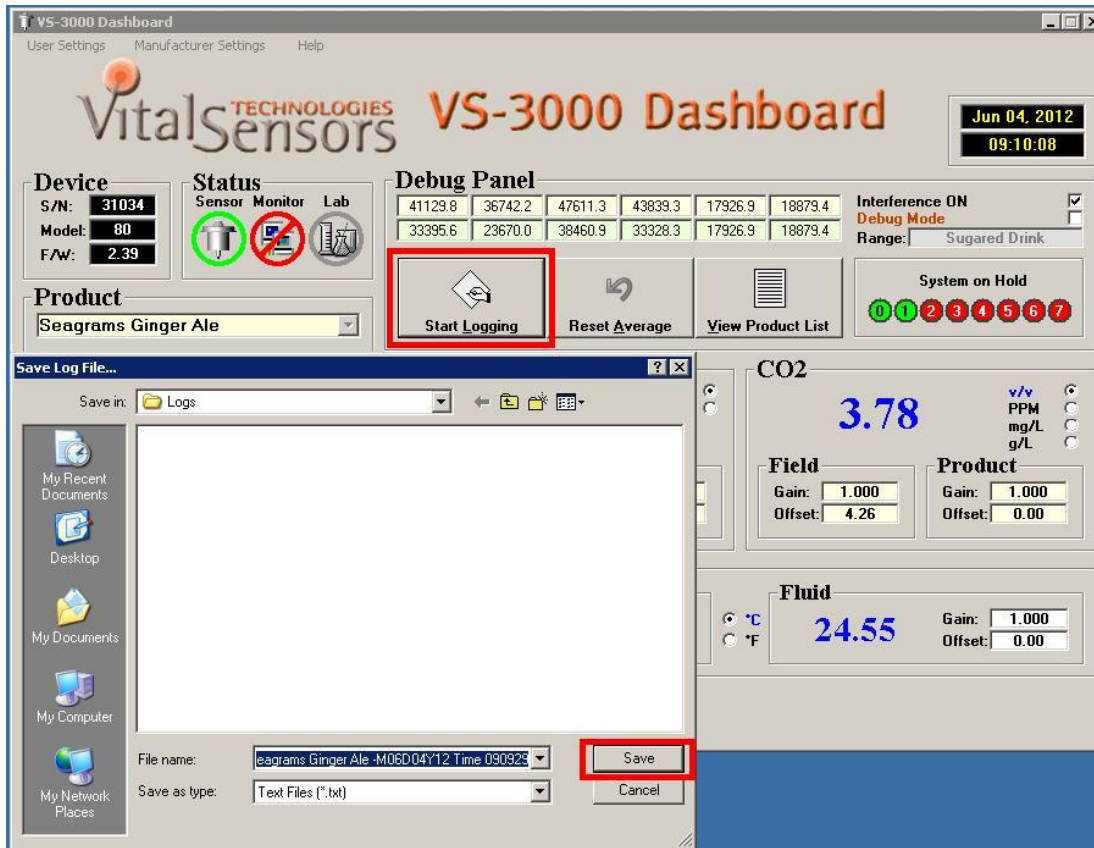 VS-3000 Dashboard
User Settings Manufacturer Settings Help
VitalSensors TECHNOLOGIES
VS-3000 Dashboard
Jun 04, 2012
09:10:08
Device
S/N: 31034
Model: 80
F/W: 2.39
Status
Sensor Monitor Lab
Debug Panel
41129.8 36742.2 47611.3 43839.3 17926.9 18879.4
33395.6 23670.0 38460.9 33328.3 17926.9 18879.4
Interference ON
Debug Mode
Range: Sugared Drink
Product
Seagrams Ginger Ale
Start Logging
Reset Average
View Product List
System on Hold
0 1 2 3 4 5 6 7
Save Log File...
Save in: Logs
My Recent
Documents
Desktop
My Documents
My Computer
My Network
Places
File name: eagrams Ginger Ale -M06D04Y12 Time 090929
Save
Save as type: Text Files (*.txt)
Cancel
CO2
3.78
v/v
PPM
mg/L
g/L
Field
Gain: 1.000
Offset: 4.26
Product
Gain: 1.000
Offset: 0.00
°C
°F
Fluid
24.55
Gain: 1.000
Offset: 0.00